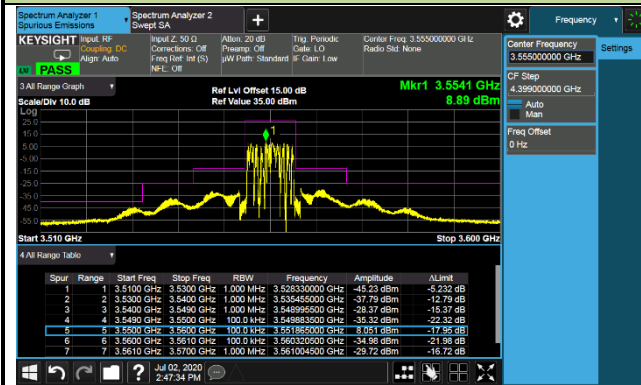 Spectrum Analyzer 1
Spurious Emissions
Spectrum Analyzer 2
Swept SA
+
Frequency
KEYSIGHT
Input: RF
Coupling: DC
Align: Auto
Input Z: 50 Ω
Corrections: Off
Freq Ref: Int (S)
NFE: Off
Atten: 20 dB
Preamp: Off
µW Path: Standard
Trig: Periodic
Gate: LO
IF Gain: Low
Center Freq: 3.555000000 GHz
Radio Std: None
PASS
Center Frequency
3.555000000 GHz
Settings
CF Step
4.399000000 GHz
Auto
Man
Freq Offset
0 Hz
3 All Range Graph
Scale/Div 10.0 dB
Ref Lvl Offset 15.00 dB
Ref Value 35.00 dBm
Mkr1 3.5541 GHz
8.89 dBm
Log
25.0
15.0
5.00
-5.00
-15.0
-25.0
-35.0
-45.0
-55.0
1
Start 3.510 GHz
Stop 3.600 GHz
4 All Range Table
Spur Range Start Freq Stop Freq RBW Frequency Amplitude ΔLimit
1 1 3.5100 GHz 3.5300 GHz 1.000 MHz 3.528330000 GHz -45.23 dBm -5.232 dB
2 2 3.5300 GHz 3.5400 GHz 1.000 MHz 3.535455000 GHz -37.79 dBm -12.79 dB
3 3 3.5400 GHz 3.5490 GHz 1.000 MHz 3.548995500 GHz -28.37 dBm -15.37 dB
4 4 3.5490 GHz 3.5500 GHz 100.0 kHz 3.549883500 GHz -35.32 dBm -22.32 dB
5 5 3.5500 GHz 3.5600 GHz 100.0 kHz 3.551865000 GHz 8.051 dBm -17.95 dB
6 6 3.5600 GHz 3.5610 GHz 100.0 kHz 3.560320500 GHz -34.98 dBm -21.98 dB
7 7 3.5610 GHz 3.5700 GHz 1.000 MHz 3.561004500 GHz -29.72 dBm -16.72 dB
?
Jul 02, 2020
2:47:34 PM